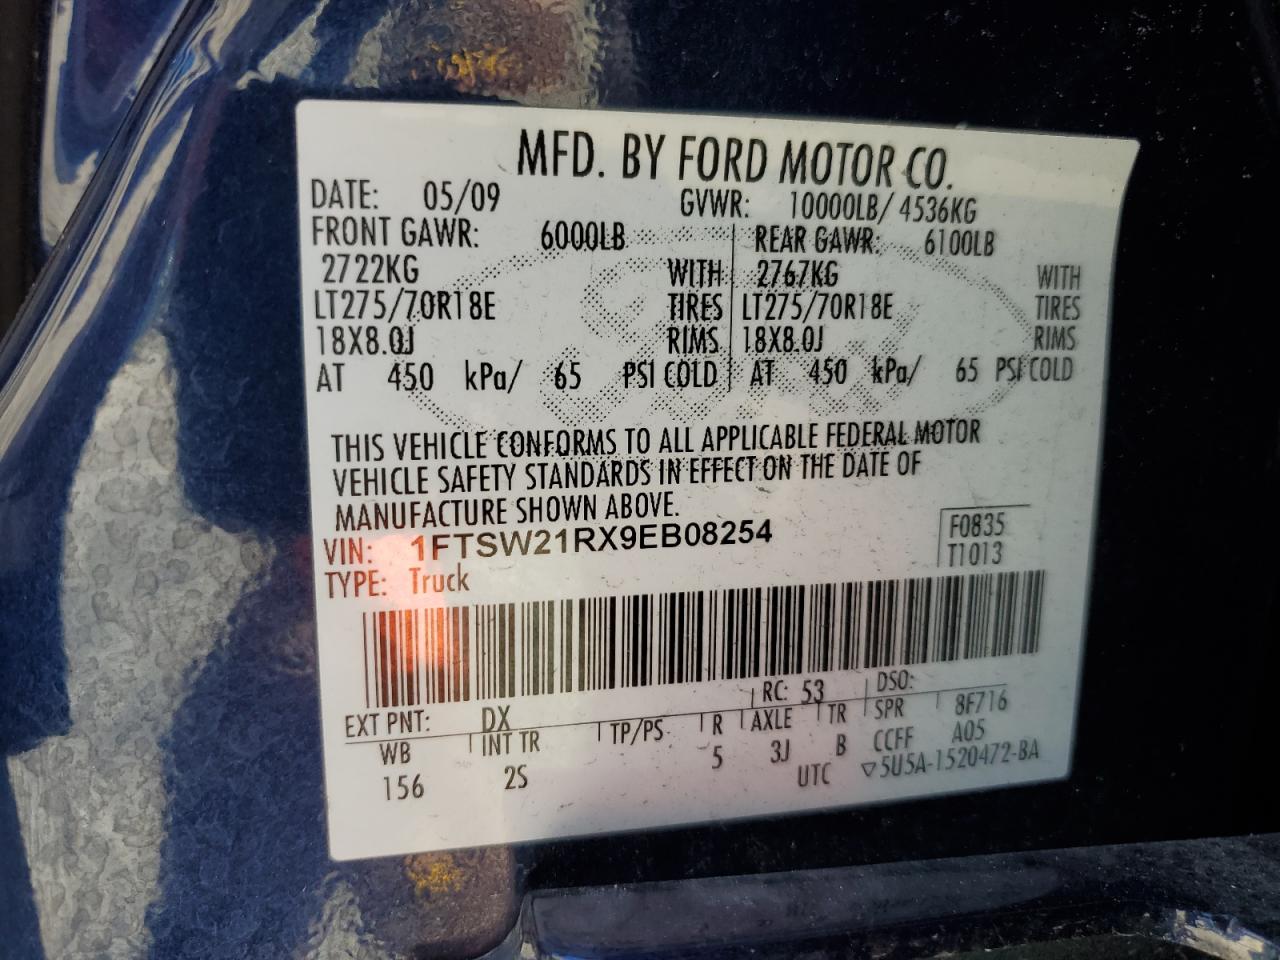 MFD. BY FORD MOTOR CO.
DATE: 05/09 GVWR: 10000LB/ 4536KG
FRONT GAWR: 6000LB REAR GAWR: 6100LB
2722KG WITH 2767KG WITH
LT275/70R18E TIRES LT275/70R18E TIRES
18X8.0J RIMS 18X8.0J RIMS
AT 450 kPa/ 65 PSI COLD AT 450 kPa/ 65 PSI COLD
THIS VEHICLE CONFORMS TO ALL APPLICABLE FEDERAL MOTOR
VEHICLE SAFETY STANDARDS IN EFFECT ON THE DATE OF
MANUFACTURE SHOWN ABOVE.
VIN: 1FTSW21RX9EB08254 F0835
TYPE: Truck T1013
EXT PNT: DX RC: 53 DSO:
WB INT TR TP/PS R AXLE TR SPR 8F716
156 2S 5 3J B CCFF A05
UTC ▽5U5A-1520472-BA